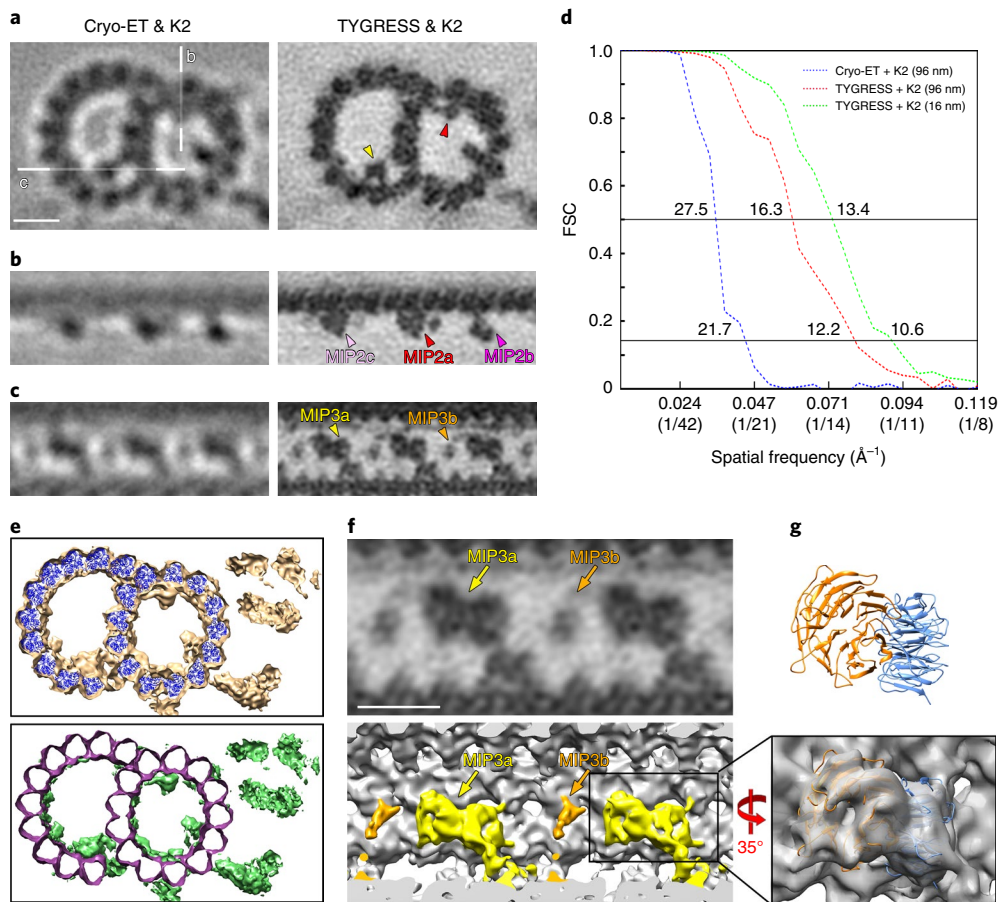 a
Cryo-ET & K2
TYGRESS & K2
b
c
b
MIP2c
MIP2a
MIP2b
c
MIP3a
MIP3b
d
1.0
0.8
0.6
0.4
0.2
0
FSC
Cryo-ET + K2 (96 nm)
TYGRESS + K2 (96 nm)
TYGRESS + K2 (16 nm)
27.5
16.3
13.4
21.7
12.2
10.6
0.024 0.047 0.071 0.094 0.119
(1/42) (1/21) (1/14) (1/11) (1/8)
Spatial frequency (Å⁻¹)
e
f
MIP3a
MIP3b
MIP3a
MIP3b
g
35°